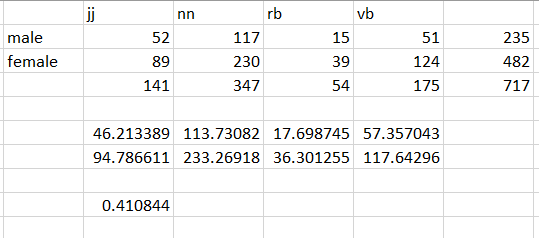 jj nn rb vb
male 52 117 15 51 235
female 89 230 39 124 482
141 347 54 175 717
46.213389 113.73082 17.698745 57.357043
94.786611 233.26918 36.301255 117.64296
0.410844